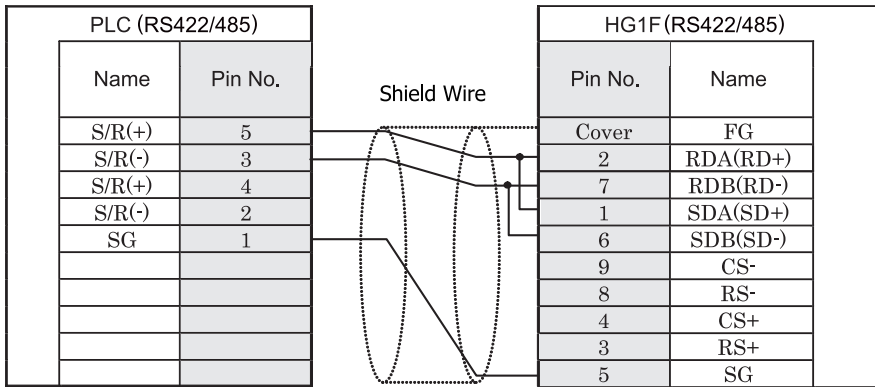 PLC (RS422/485) HG1F(RS422/485)
Name Pin No. Shield Wire Pin No. Name
S/R(+) 5 Cover FG
S/R(-) 3 2 RDA(RD+)
S/R(+) 4 7 RDB(RD-)
S/R(-) 2 1 SDA(SD+)
SG 1 6 SDB(SD-)
9 CS-
8 RS-
4 CS+
3 RS+
5 SG